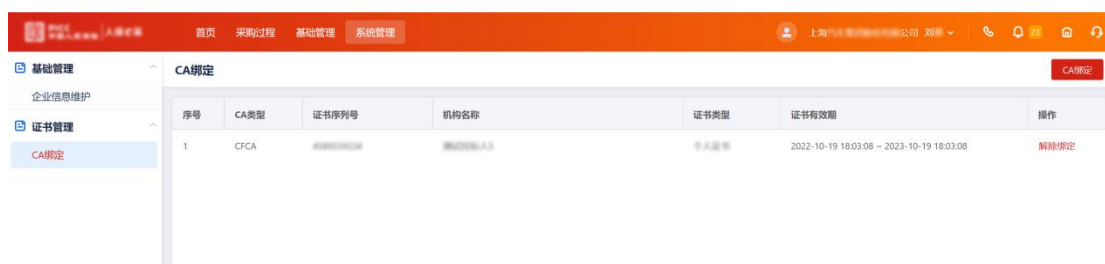 PICC
首页 采购过程 基础管理 系统管理 上海 公司 刘 23
基础管理
企业信息维护
证书管理
CA绑定
CA绑定 CA绑定
序号 CA类型 证书序列号 机构名称 证书类型 证书有效期 操作
1 CFCA 2022-10-19 18:03:08 ~ 2023-10-19 18:03:08 解除绑定